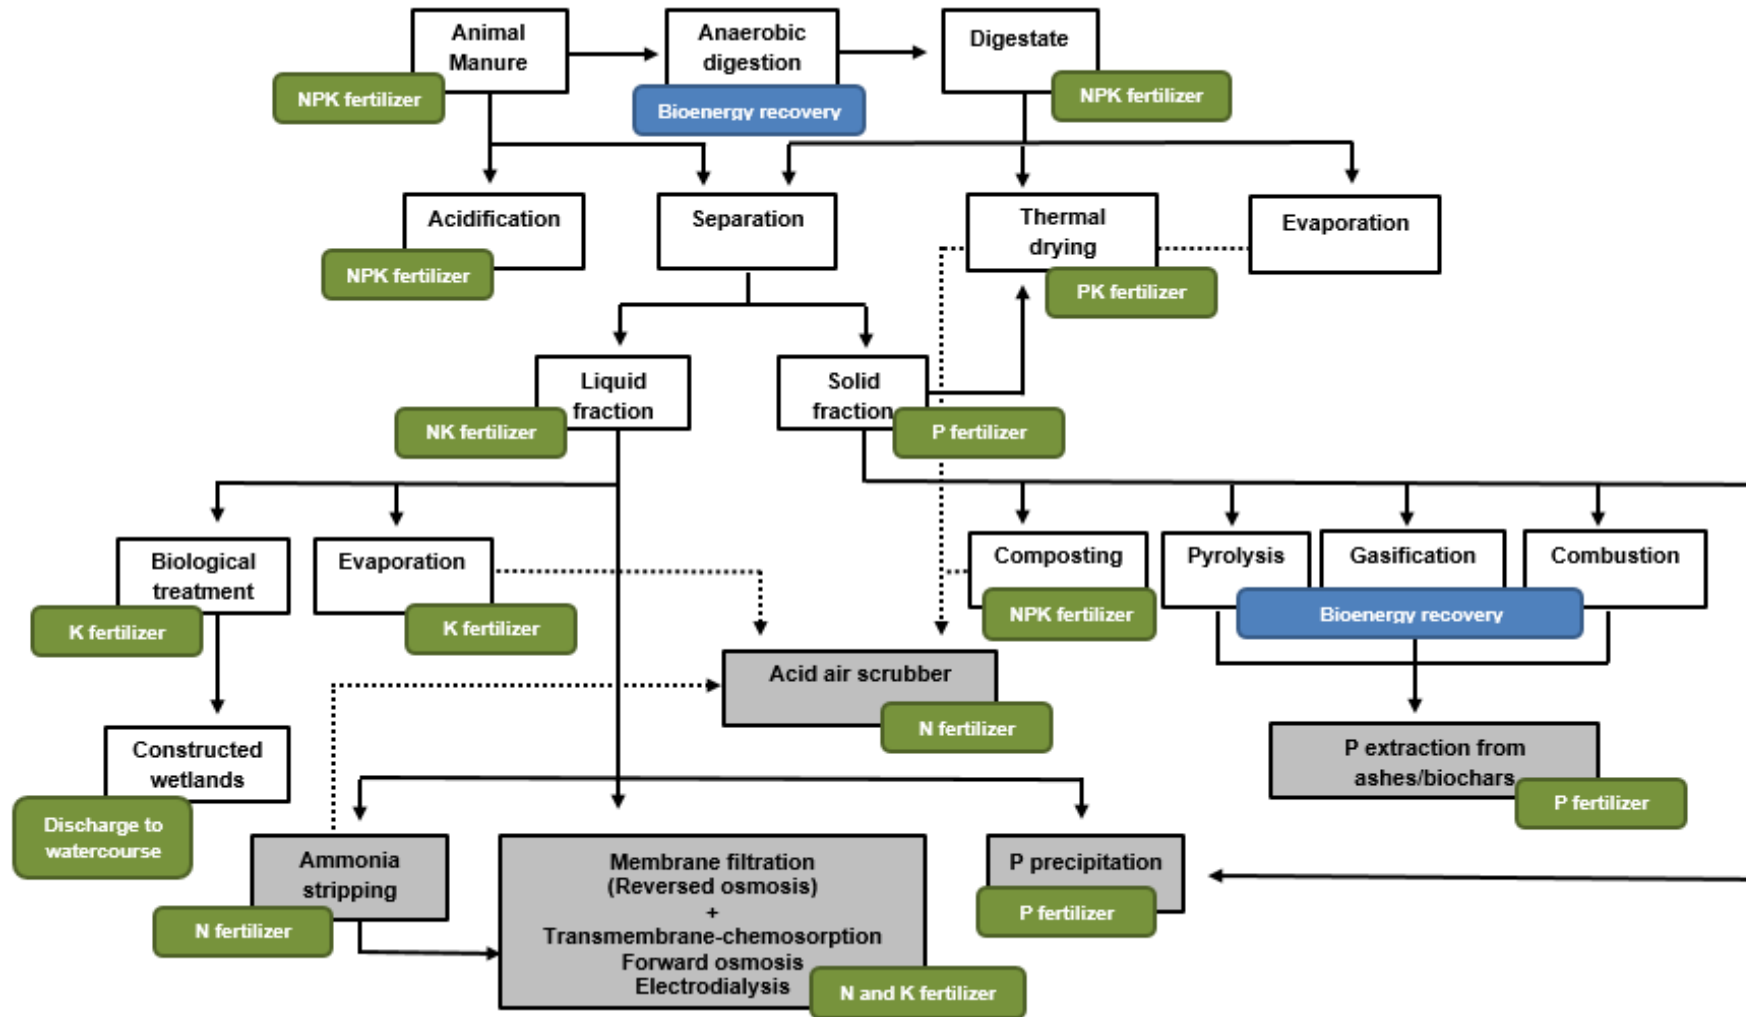 Animal
Manure
NPK fertilizer
Anaerobic
digestion
Bioenergy recovery
Digestate
NPK fertilizer
Acidification
NPK fertilizer
Separation
Thermal
drying
PK fertilizer
Evaporation
Liquid
fraction
NK fertilizer
Solid
fraction
P fertilizer
Biological
treatment
K fertilizer
Evaporation
K fertilizer
Composting
NPK fertilizer
Pyrolysis
Gasification
Combustion
Bioenergy recovery
Acid air scrubber
N fertilizer
Constructed
wetlands
Discharge to
watercourse
P extraction from
ashes/biochars
P fertilizer
Ammonia
stripping
N fertilizer
Membrane filtration
(Reversed osmosis)
+
Transmembrane-chemosorption
Forward osmosis
Electrodialysis
N and K fertilizer
P precipitation
P fertilizer